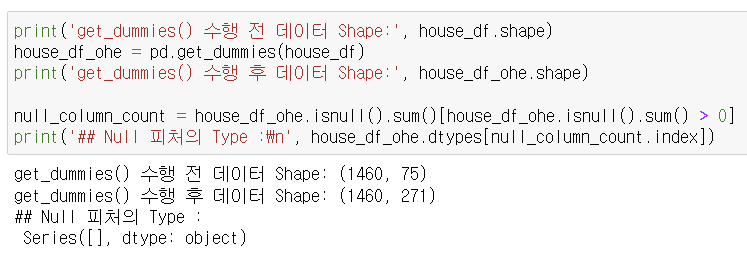 print('get_dummies() 수행 전 데이터 Shape:', house_df.shape)
house_df_ohe = pd.get_dummies(house_df)
print('get_dummies() 수행 후 데이터 Shape:', house_df_ohe.shape)
null_column_count = house_df_ohe.isnull().sum()[house_df_ohe.isnull().sum() > 0]
print('## Null 피처의 Type :₩n', house_df_ohe.dtypes[null_column_count.index])
get_dummies() 수행 전 데이터 Shape: (1460, 75)
get_dummies() 수행 후 데이터 Shape: (1460, 271)
## Null 피처의 Type :
Series([], dtype: object)